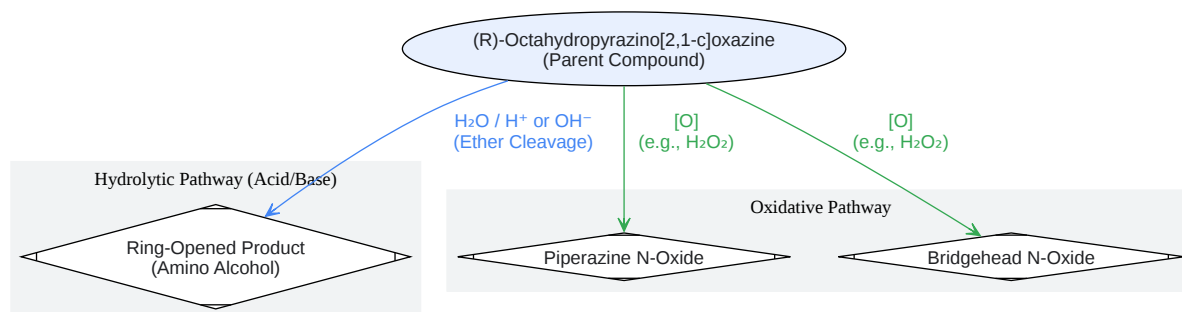 (R)-Octahydropyrazino[2,1-c]oxazine
(Parent Compound)
H₂O / H⁺ or OH⁻
(Ether Cleavage)
[O]
(e.g., H₂O₂)
[O]
(e.g., H₂O₂)
Hydrolytic Pathway (Acid/Base)
Ring-Opened Product
(Amino Alcohol)
Oxidative Pathway
Piperazine N-Oxide
Bridgehead N-Oxide